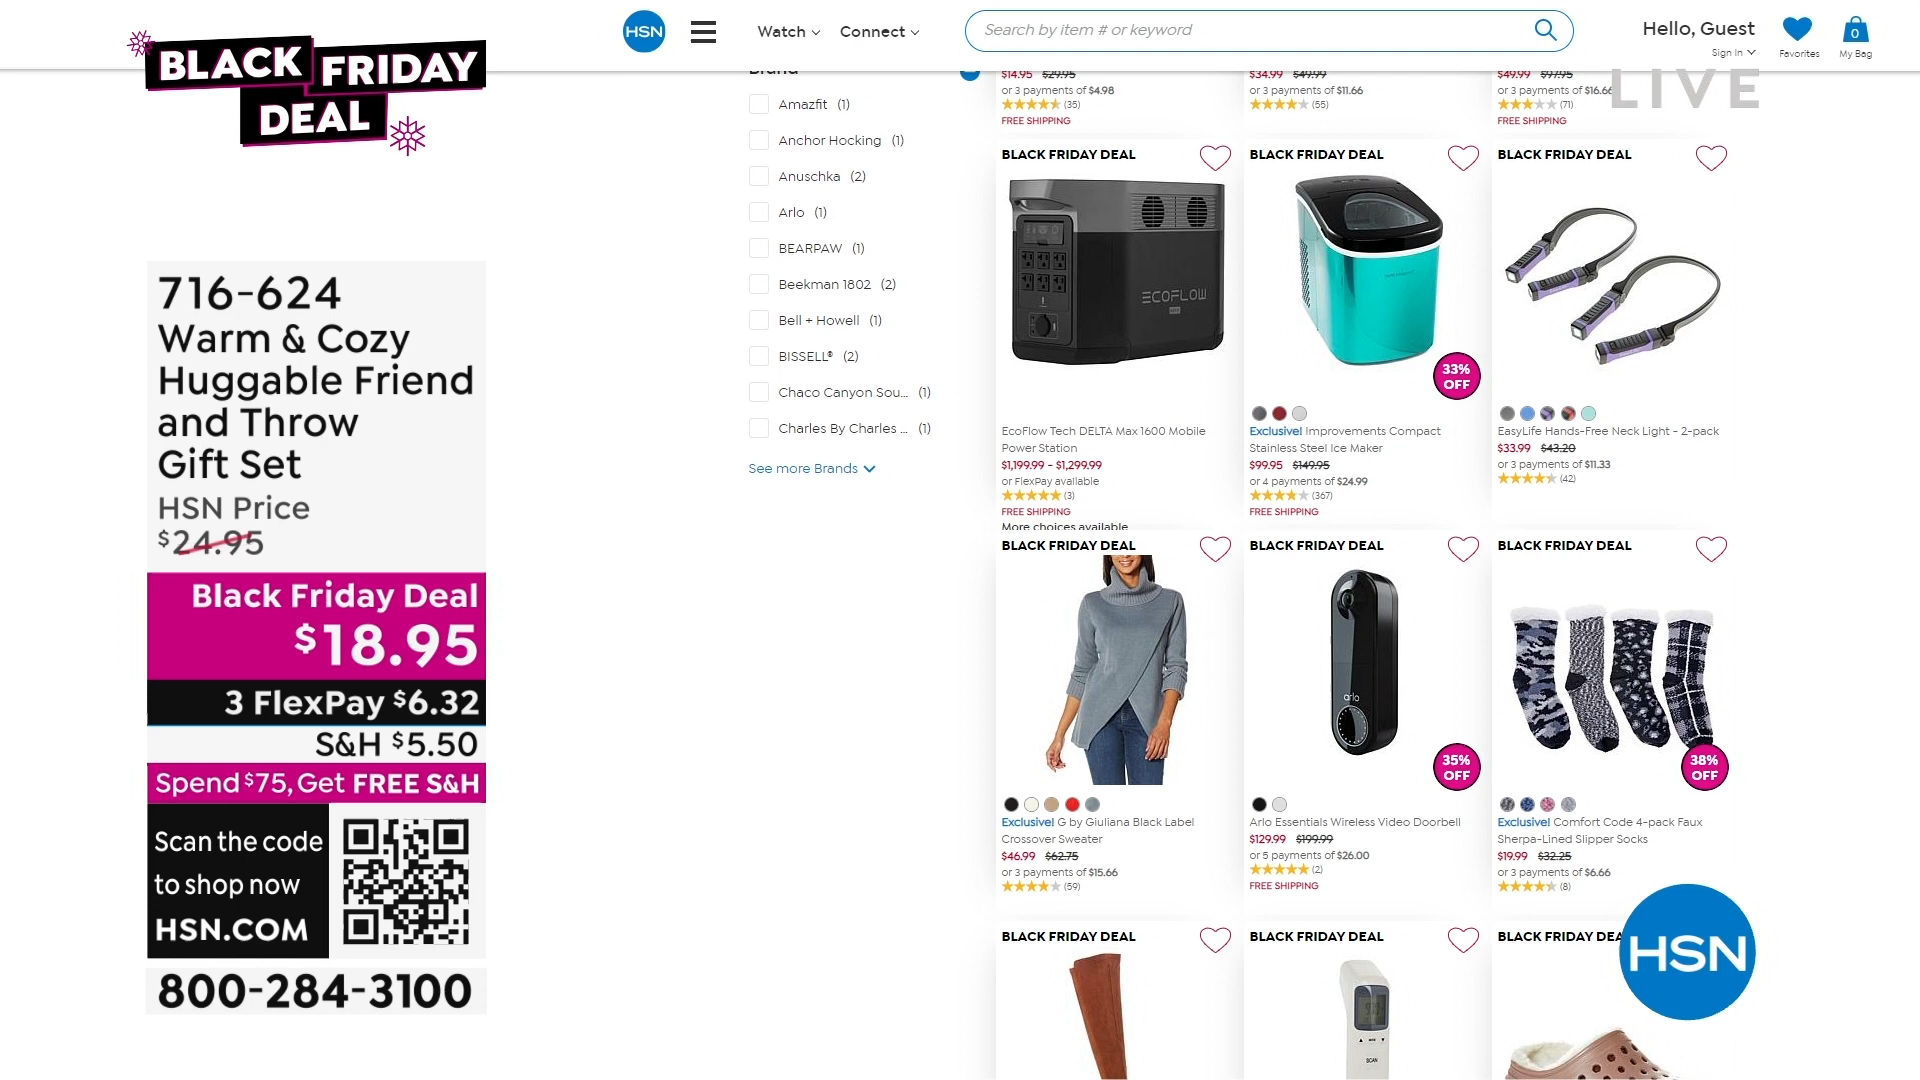 BLACK FRIDAY
DEAL
HSN
Watch
Connect
Search by item # or keyword
Hello, Guest
Sign In
Favorites
0
My Bag
LIVE
716-624
Warm & Cozy
Huggable Friend
and Throw
Gift Set
HSN Price
$24.95
Black Friday Deal
$18.95
3 FlexPay $6.32
S&H $5.50
Spend $75, Get FREE S&H
Scan the code
to shop now
HSN.COM
800-284-3100
Brand
Amazfit (1)
Anchor Hocking (1)
Anuschka (2)
Arlo (1)
BEARPAW (1)
Beekman 1802 (2)
Bell + Howell (1)
BISSELL® (2)
Chaco Canyon Sou... (1)
Charles By Charles ... (1)
See more Brands
$14.95 $29.95
or 3 payments of $4.98
(35)
FREE SHIPPING
$34.99 $49.99
or 3 payments of $11.66
(55)
$49.99 $97.95
or 3 payments of $16.66
(71)
FREE SHIPPING
BLACK FRIDAY DEAL
ECOFLOW
EcoFlow Tech DELTA Max 1600 Mobile
Power Station
$1,199.99 - $1,299.99
or FlexPay available
(3)
FREE SHIPPING
More choices available
BLACK FRIDAY DEAL
33%
OFF
Exclusive! Improvements Compact
Stainless Steel Ice Maker
$99.95 $149.95
or 4 payments of $24.99
(367)
FREE SHIPPING
BLACK FRIDAY DEAL
EasyLife Hands-Free Neck Light - 2-pack
$33.99 $43.20
or 3 payments of $11.33
(42)
BLACK FRIDAY DEAL
Exclusive! G by Giuliana Black Label
Crossover Sweater
$46.99 $62.75
or 3 payments of $15.66
(59)
BLACK FRIDAY DEAL
arlo
35%
OFF
Arlo Essentials Wireless Video Doorbell
$129.99 $199.99
or 5 payments of $26.00
(2)
FREE SHIPPING
BLACK FRIDAY DEAL
38%
OFF
Exclusive! Comfort Code 4-pack Faux
Sherpa-Lined Slipper Socks
$19.99 $32.25
or 3 payments of $6.66
(8)
BLACK FRIDAY DEAL
BLACK FRIDAY DEAL
SCAN
BLACK FRIDAY DEA
HSN